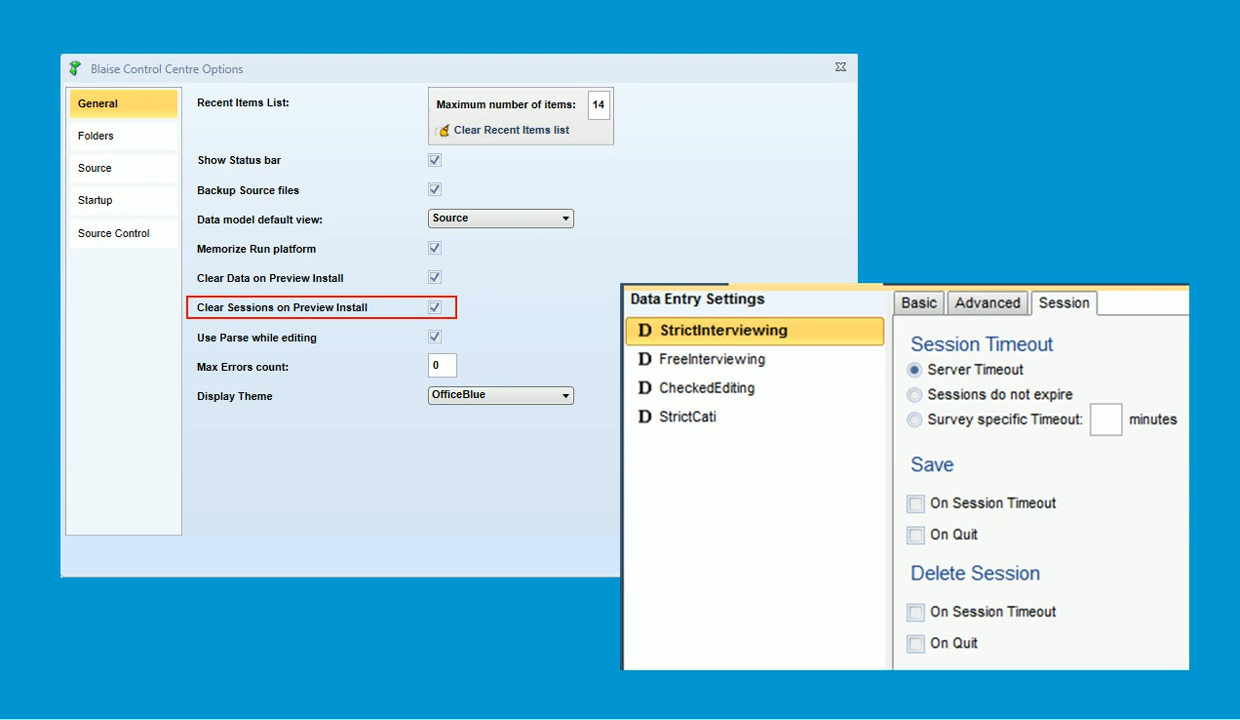 Blaise Control Centre Options
General
Folders
Source
Startup
Source Control
Recent Items List:
Maximum number of items: 14
Clear Recent Items list
Show Status bar
Backup Source files
Data model default view: Source
Memorize Run platform
Clear Data on Preview Install
Clear Sessions on Preview Install
Use Parse while editing
Max Errors count: 0
Display Theme OfficeBlue
Data Entry Settings
D StrictInterviewing
D FreeInterviewing
D CheckedEditing
D StrictCati
Basic Advanced Session
Session Timeout
Server Timeout
Sessions do not expire
Survey specific Timeout: minutes
Save
On Session Timeout
On Quit
Delete Session
On Session Timeout
On Quit